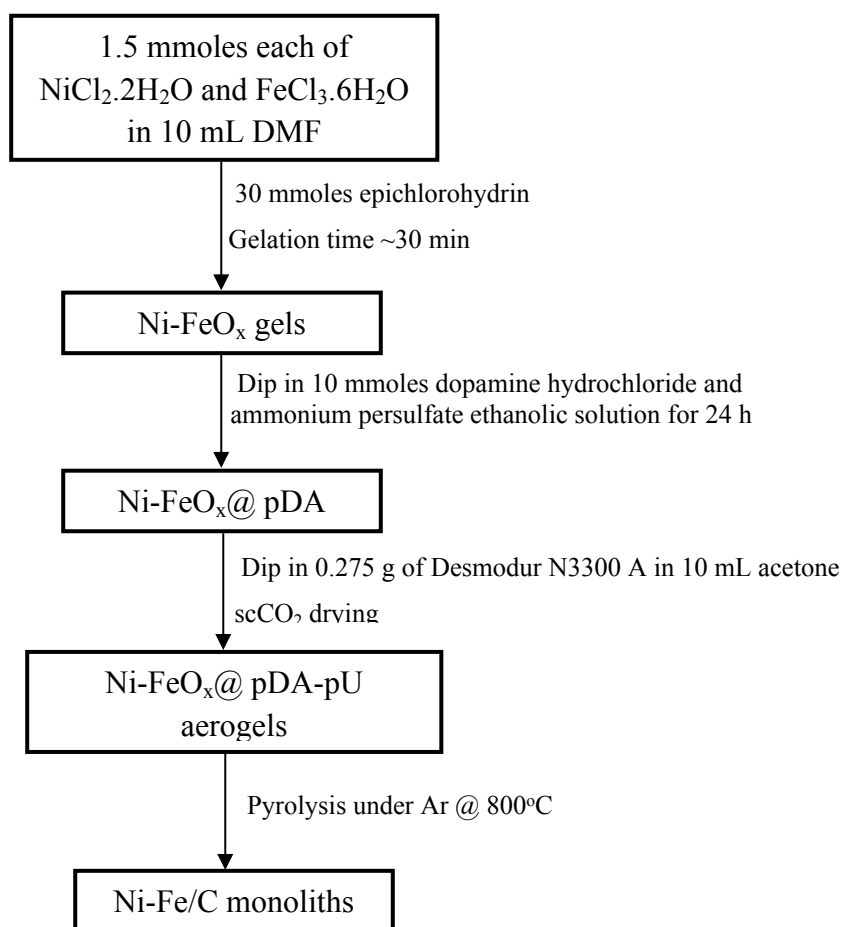 1.5 mmoles each of
NiCl₂.2H₂O and FeCl₃.6H₂O
in 10 mL DMF
30 mmoles epichlorohydrin
Gelation time ~30 min
Ni-FeOₓ gels
Dip in 10 mmoles dopamine hydrochloride and
ammonium persulfate ethanolic solution for 24 h
Ni-FeOₓ@ pDA
Dip in 0.275 g of Desmodur N3300 A in 10 mL acetone
scCO₂ drying
Ni-FeOₓ@ pDA-pU
aerogels
Pyrolysis under Ar @ 800°C
Ni-Fe/C monoliths